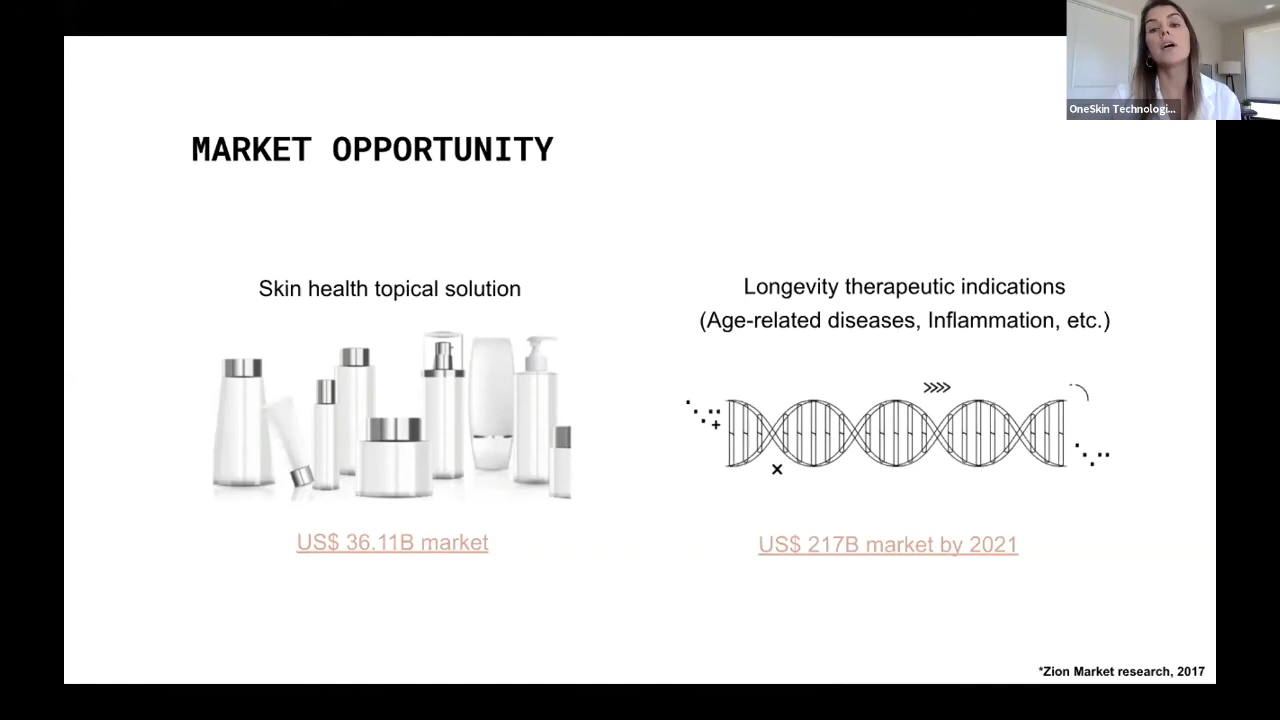 OneSkin Technologi...
MARKET OPPORTUNITY
Skin health topical solution
Longevity therapeutic indications
(Age-related diseases, Inflammation, etc.)
US$ 36.11B market
US$ 217B market by 2021
*Zion Market research, 2017